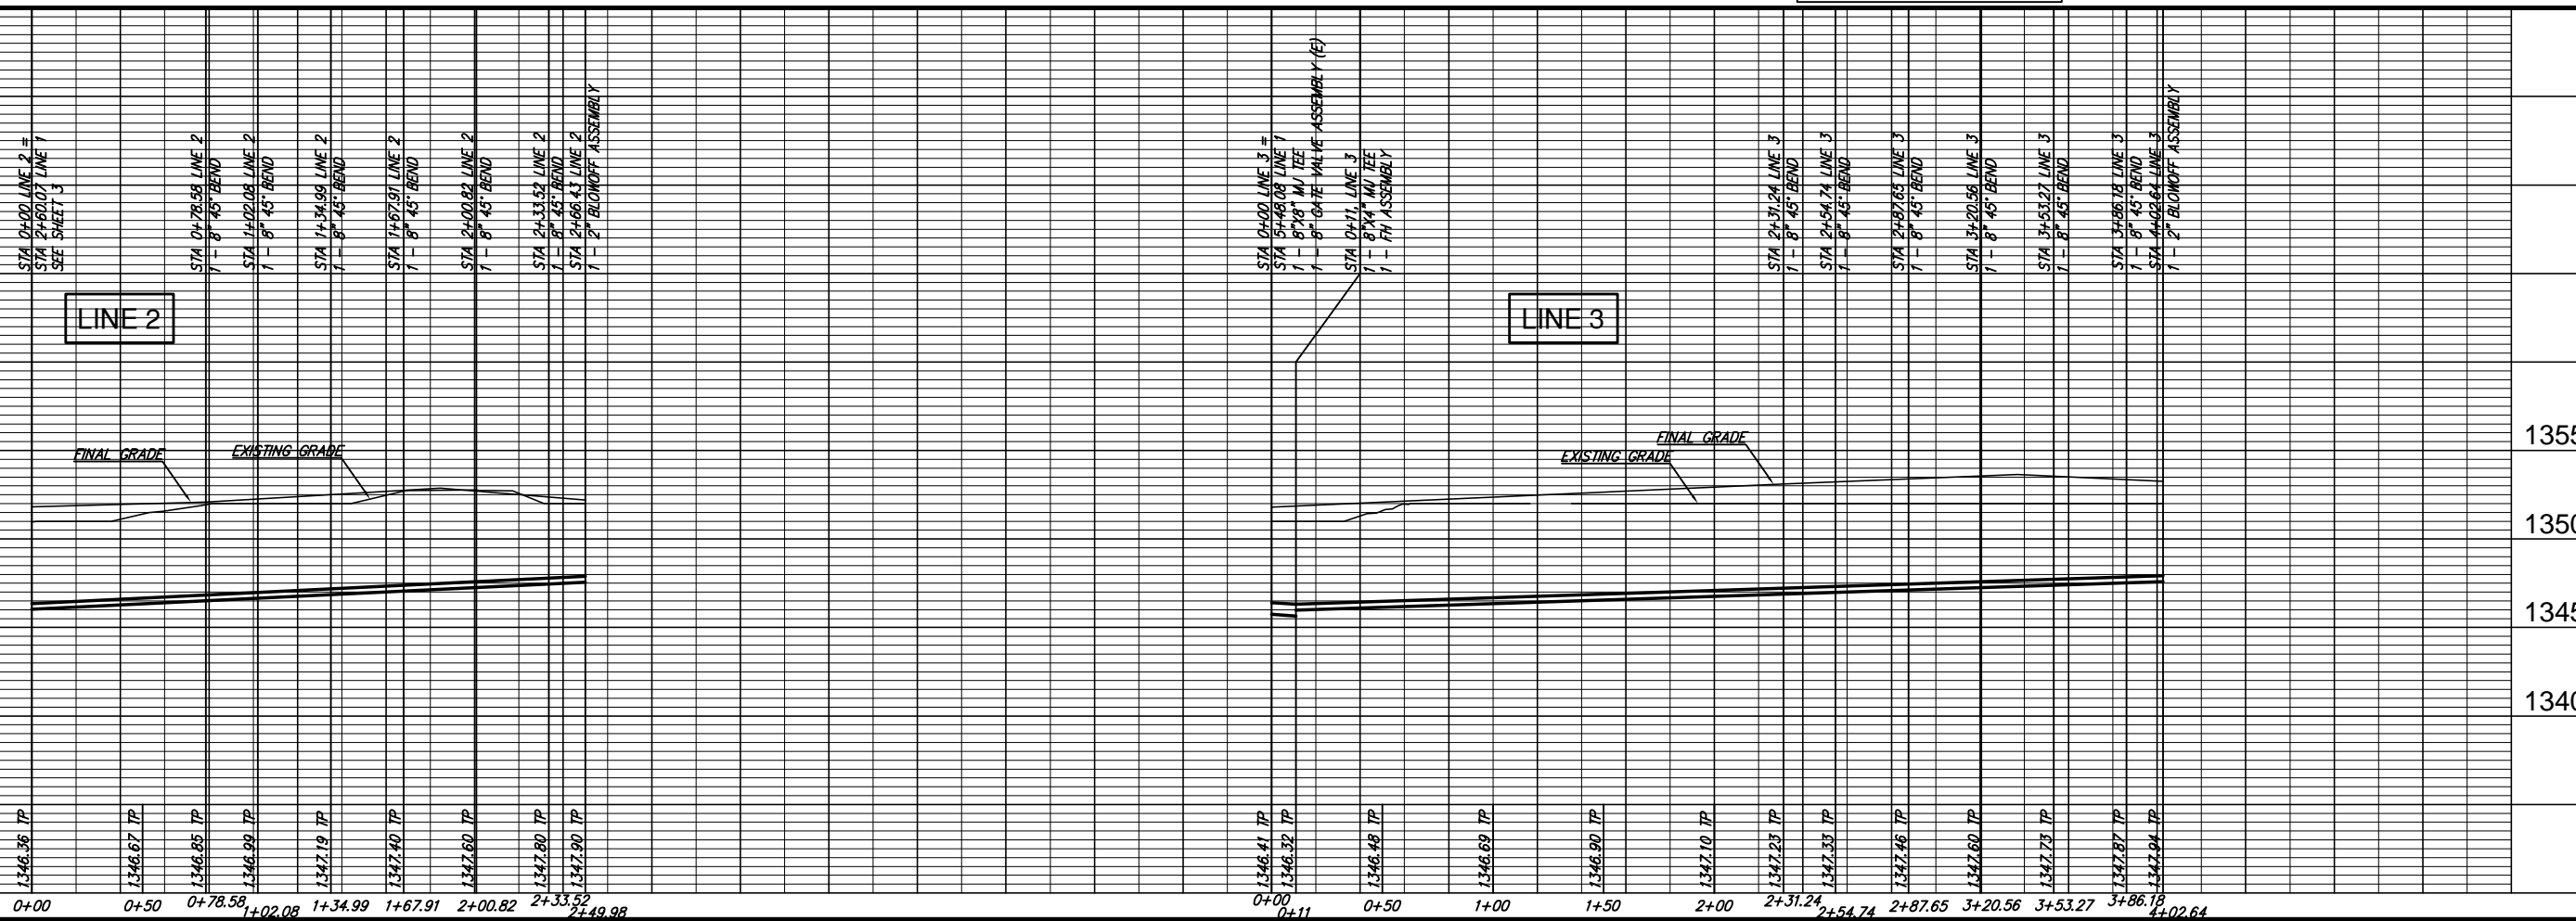 STA 0+00 LINE 2 =
STA 2+60.07 LINE 1
SEE SHEET 3
STA 0+78.58 LINE 2
1 - 8" 45° BEND
STA 1+02.08 LINE 2
1 - 8" 45° BEND
STA 1+34.99 LINE 2
1 - 8" 45° BEND
STA 1+67.91 LINE 2
1 - 8" 45° BEND
STA 2+00.82 LINE 2
1 - 8" 45° BEND
STA 2+33.52 LINE 2
1 - 8" 45° BEND
STA 2+66.43 LINE 2
1 - 2" BLOWOFF ASSEMBLY
STA 0+00 LINE 3 =
STA 5+48.08 LINE 1
1 - 8"X8" MJ TEE
1 - 8" GATE VALVE ASSEMBLY (E)
STA 0+11, LINE 3
1 - 8"X4" MJ TEE
1 - FH ASSEMBLY
STA 2+31.24 LINE 3
1 - 8" 45° BEND
STA 2+54.74 LINE 3
1 - 8" 45° BEND
STA 2+87.65 LINE 3
1 - 8" 45° BEND
STA 3+20.56 LINE 3
1 - 8" 45° BEND
STA 3+53.27 LINE 3
1 - 8" 45° BEND
STA 3+86.18 LINE 3
1 - 8" 45° BEND
STA 4+02.64 LINE 3
1 - 2" BLOWOFF ASSEMBLY
LINE 2
LINE 3
FINAL GRADE
EXISTING GRADE
FINAL GRADE
EXISTING GRADE
1355
1350
1345
1340
1346.36 TP
1346.67 TP
1346.85 TP
1346.99 TP
1347.19 TP
1347.40 TP
1347.60 TP
1347.80 TP
1347.90 TP
1346.41 TP
1346.32 TP
1346.48 TP
1346.69 TP
1346.90 TP
1347.10 TP
1347.23 TP
1347.33 TP
1347.46 TP
1347.60 TP
1347.73 TP
1347.87 TP
1347.94 TP
0+00
0+50
0+78.58
1+02.08
1+34.99
1+67.91
2+00.82
2+33.52
2+49.98
0+00
0+11
0+50
1+00
1+50
2+00
2+31.24
2+54.74
2+87.65
3+20.56
3+53.27
3+86.18
4+02.64